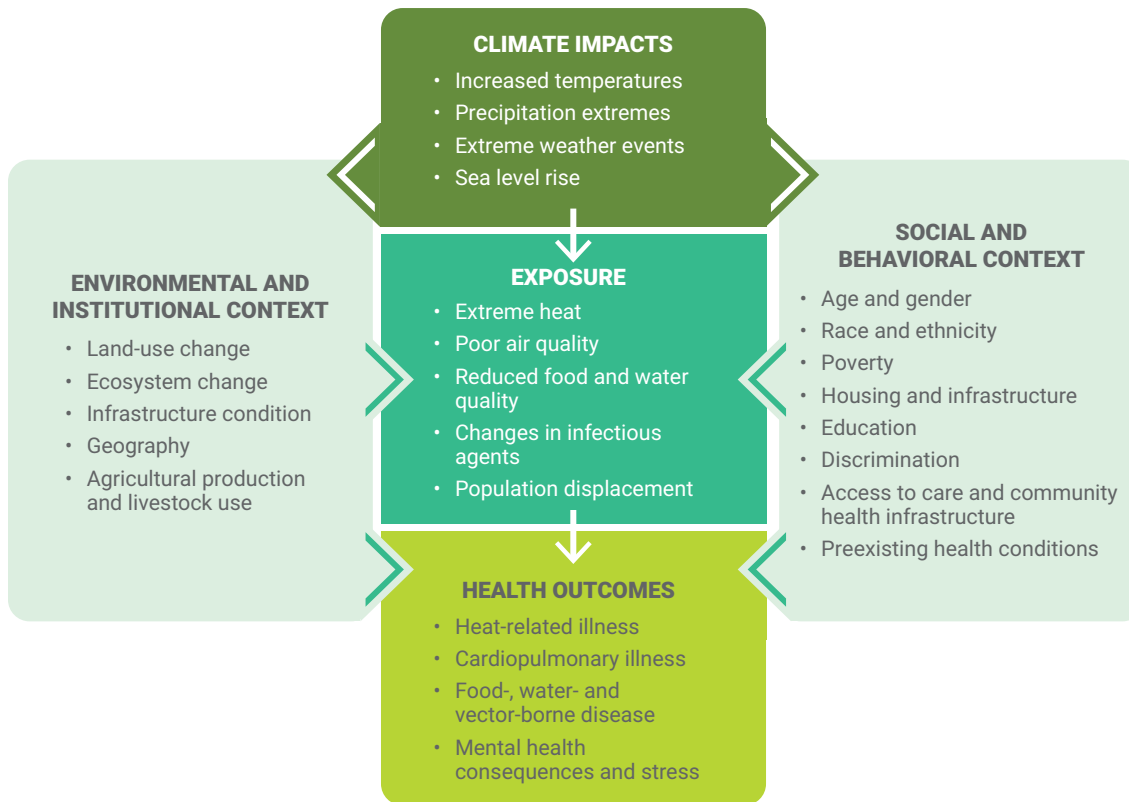 CLIMATE IMPACTS
• Increased temperatures
• Precipitation extremes
• Extreme weather events
• Sea level rise
ENVIRONMENTAL AND
INSTITUTIONAL CONTEXT
• Land-use change
• Ecosystem change
• Infrastructure condition
• Geography
• Agricultural production
and livestock use
EXPOSURE
• Extreme heat
• Poor air quality
• Reduced food and water
quality
• Changes in infectious
agents
• Population displacement
SOCIAL AND
BEHAVIORAL CONTEXT
• Age and gender
• Race and ethnicity
• Poverty
• Housing and infrastructure
• Education
• Discrimination
• Access to care and community
health infrastructure
• Preexisting health conditions
HEALTH OUTCOMES
• Heat-related illness
• Cardiopulmonary illness
• Food-, water- and
vector-borne disease
• Mental health
consequences and stress